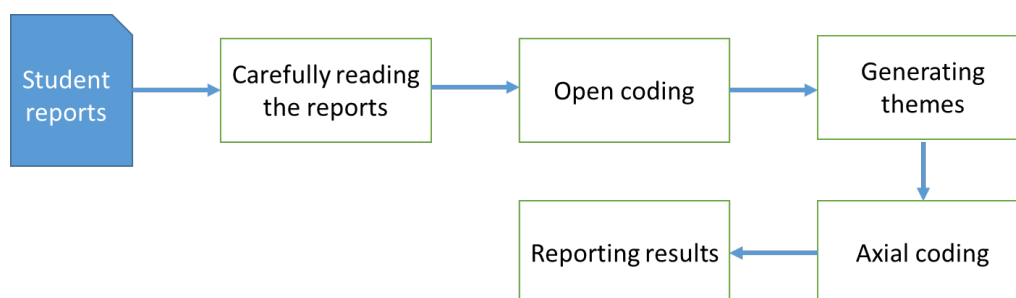 Student
reports
Carefully reading
the reports
Open coding
Generating
themes
Axial coding
Reporting results